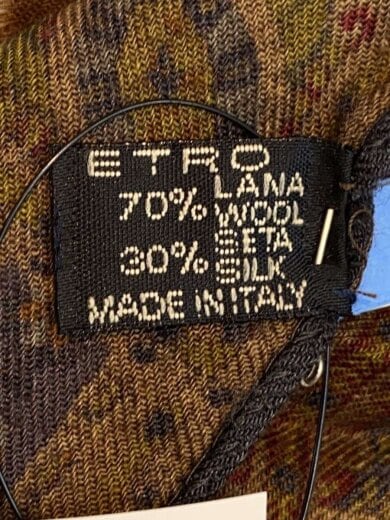 ETRO
70% LANA
WOOL
30% SETA
SILK
MADE IN ITALY